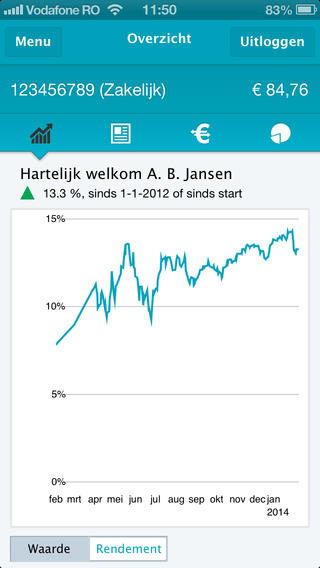 Vodafone RO 11:50 83%
Menu Overzicht Uitloggen
123456789 (Zakelijk) € 84,76
€
Hartelijk welkom A. B. Jansen
13.3 %, sinds 1-1-2012 of sinds start
15%
10%
5%
0%
feb mrt apr mei jun jul aug sep okt nov dec jan
2014
Waarde Rendement